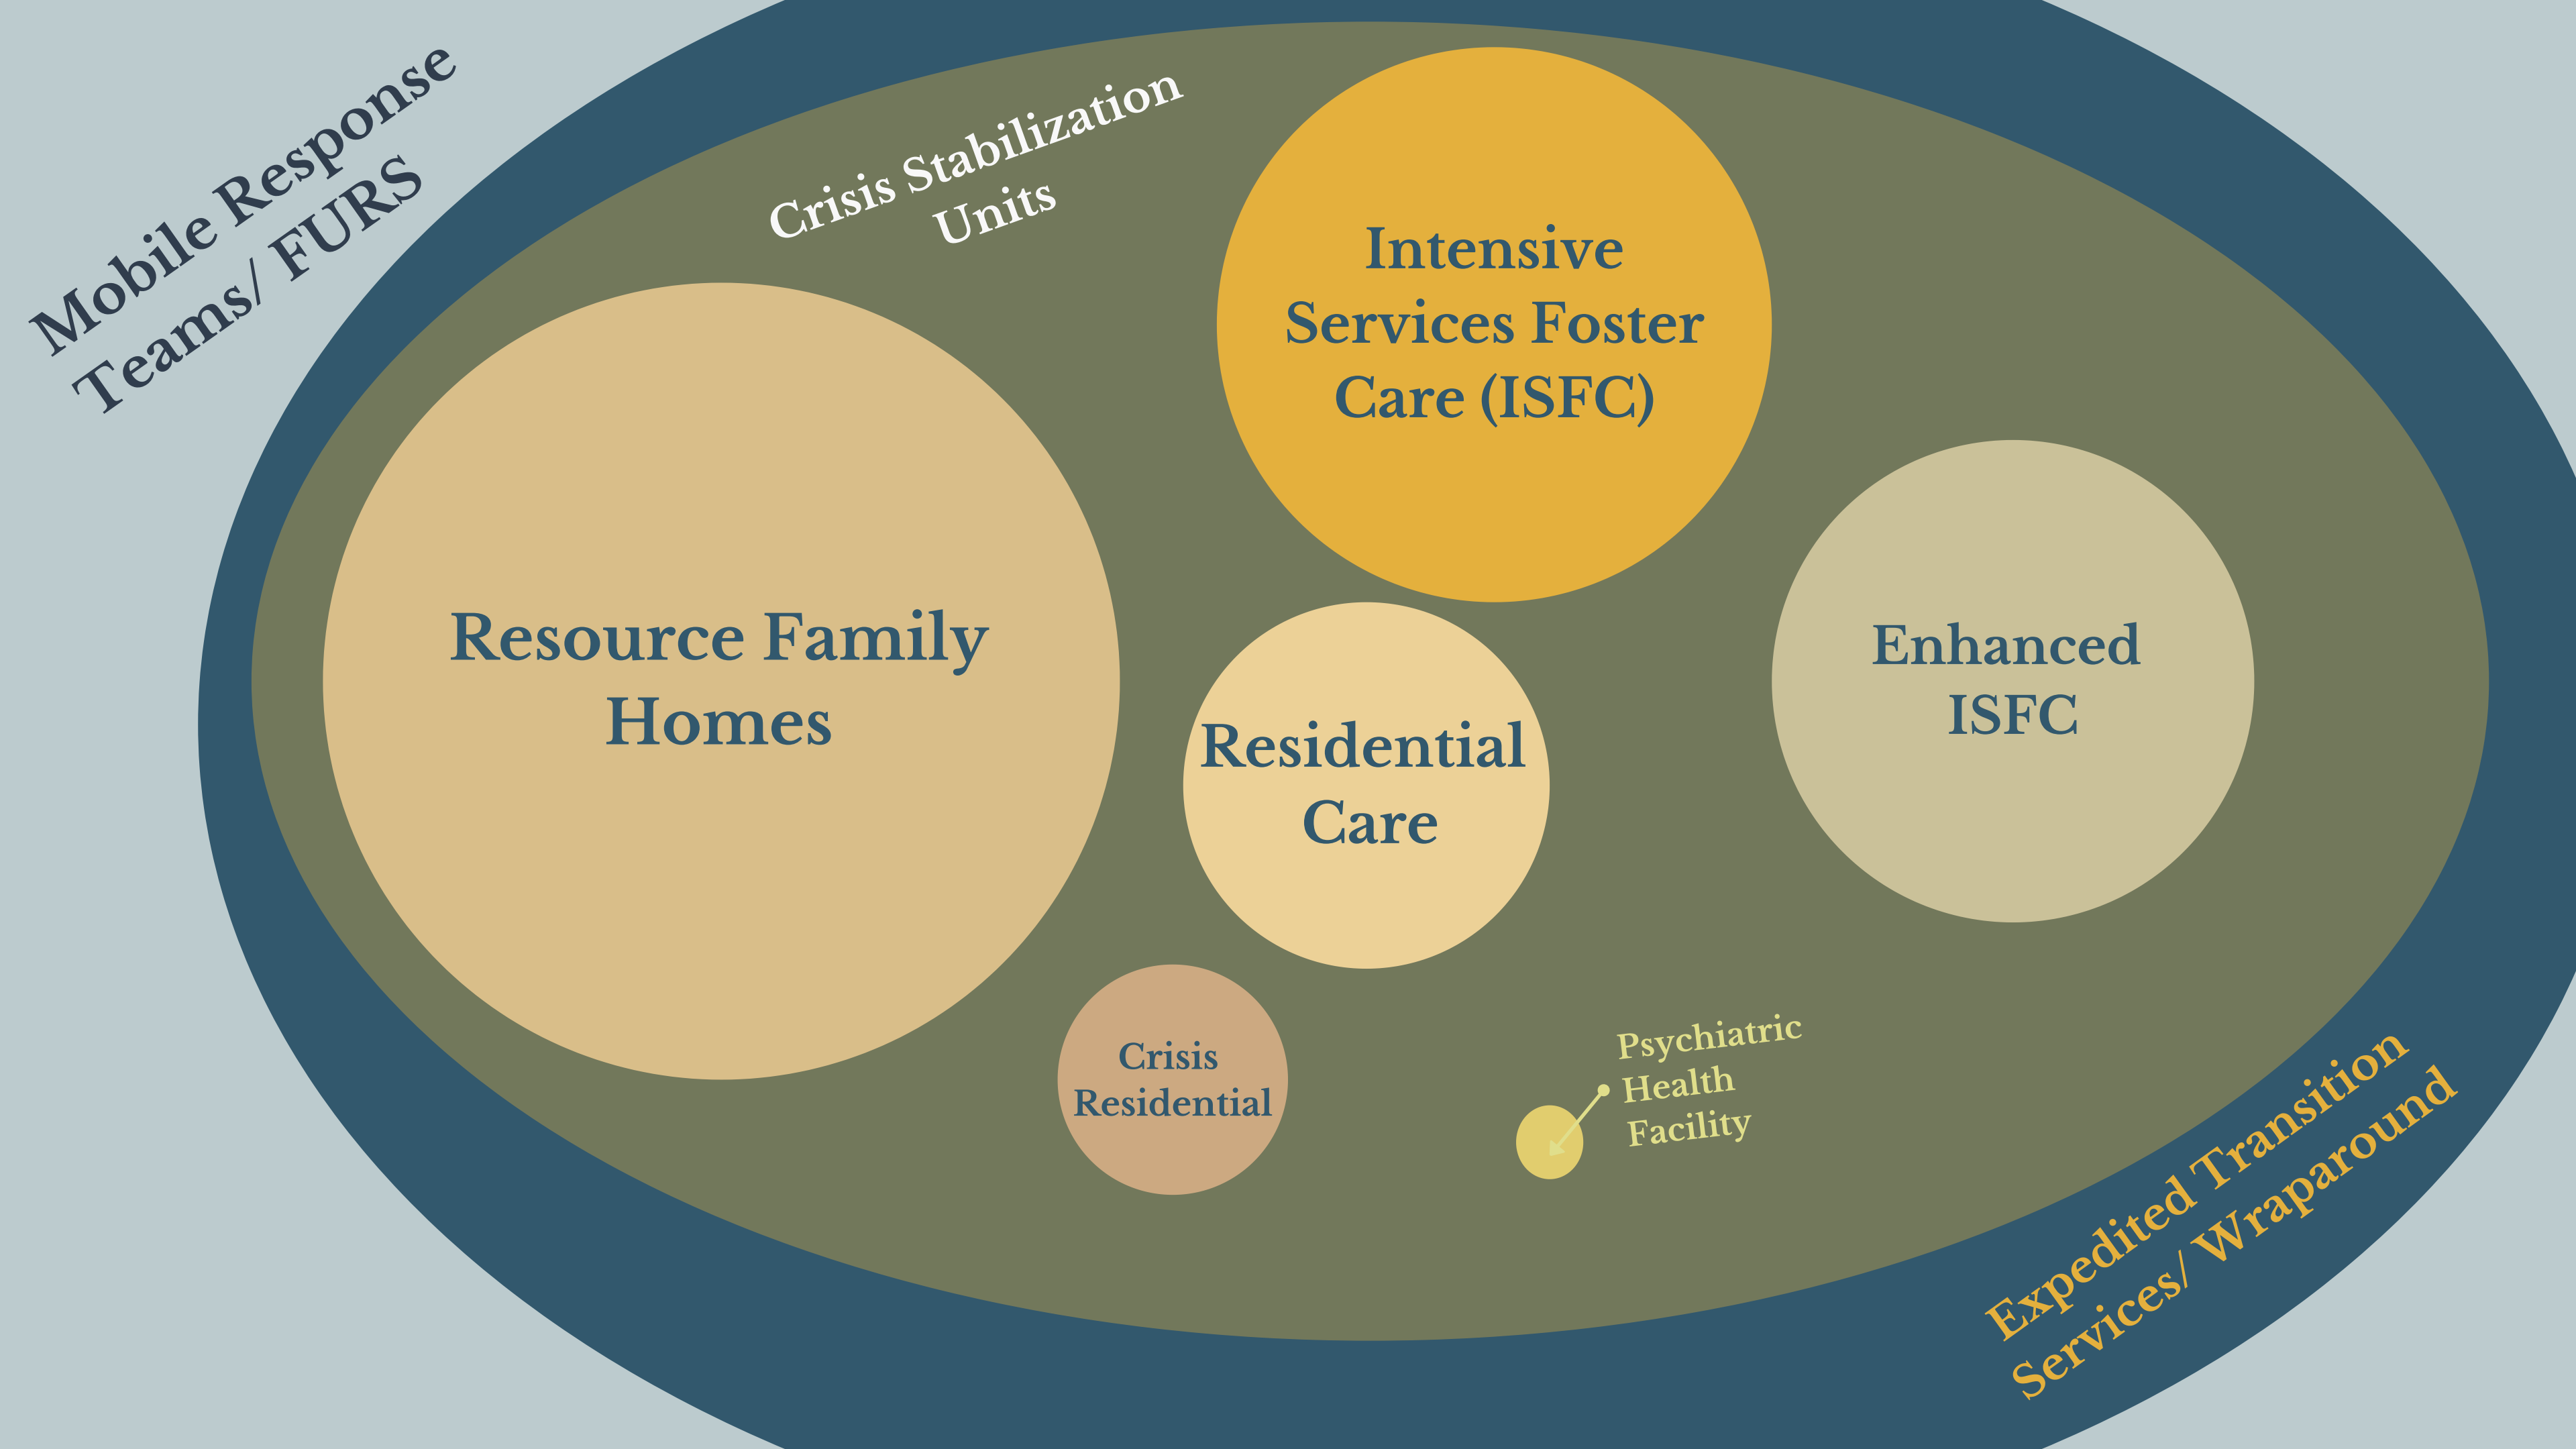 Mobile Response
Teams/ FURS
Crisis Stabilization
Units
Intensive
Services Foster
Care (ISFC)
Resource Family
Homes
Enhanced
ISFC
Residential
Care
Crisis
Residential
Psychiatric
Health
Facility
Expedited Transition
Services/ Wraparound